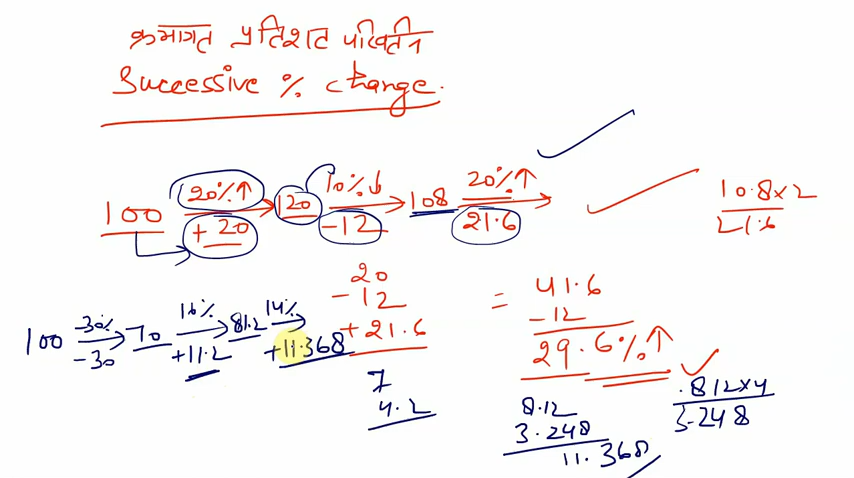 क्रमागत प्रतिशत परिवर्तन
Successive % change.
100 20%↑ 120 10%↓ 108 20%↑
+20 -12 21.6
10.8×2
21.6
20
-12
+21.6
= 41.6
-12
29.6%↑
100 -30% 70 16% 81.2 14%
-30 +11.2 +11.368
7
4.2
8.12
3.248
11.368
.812×4
3.248